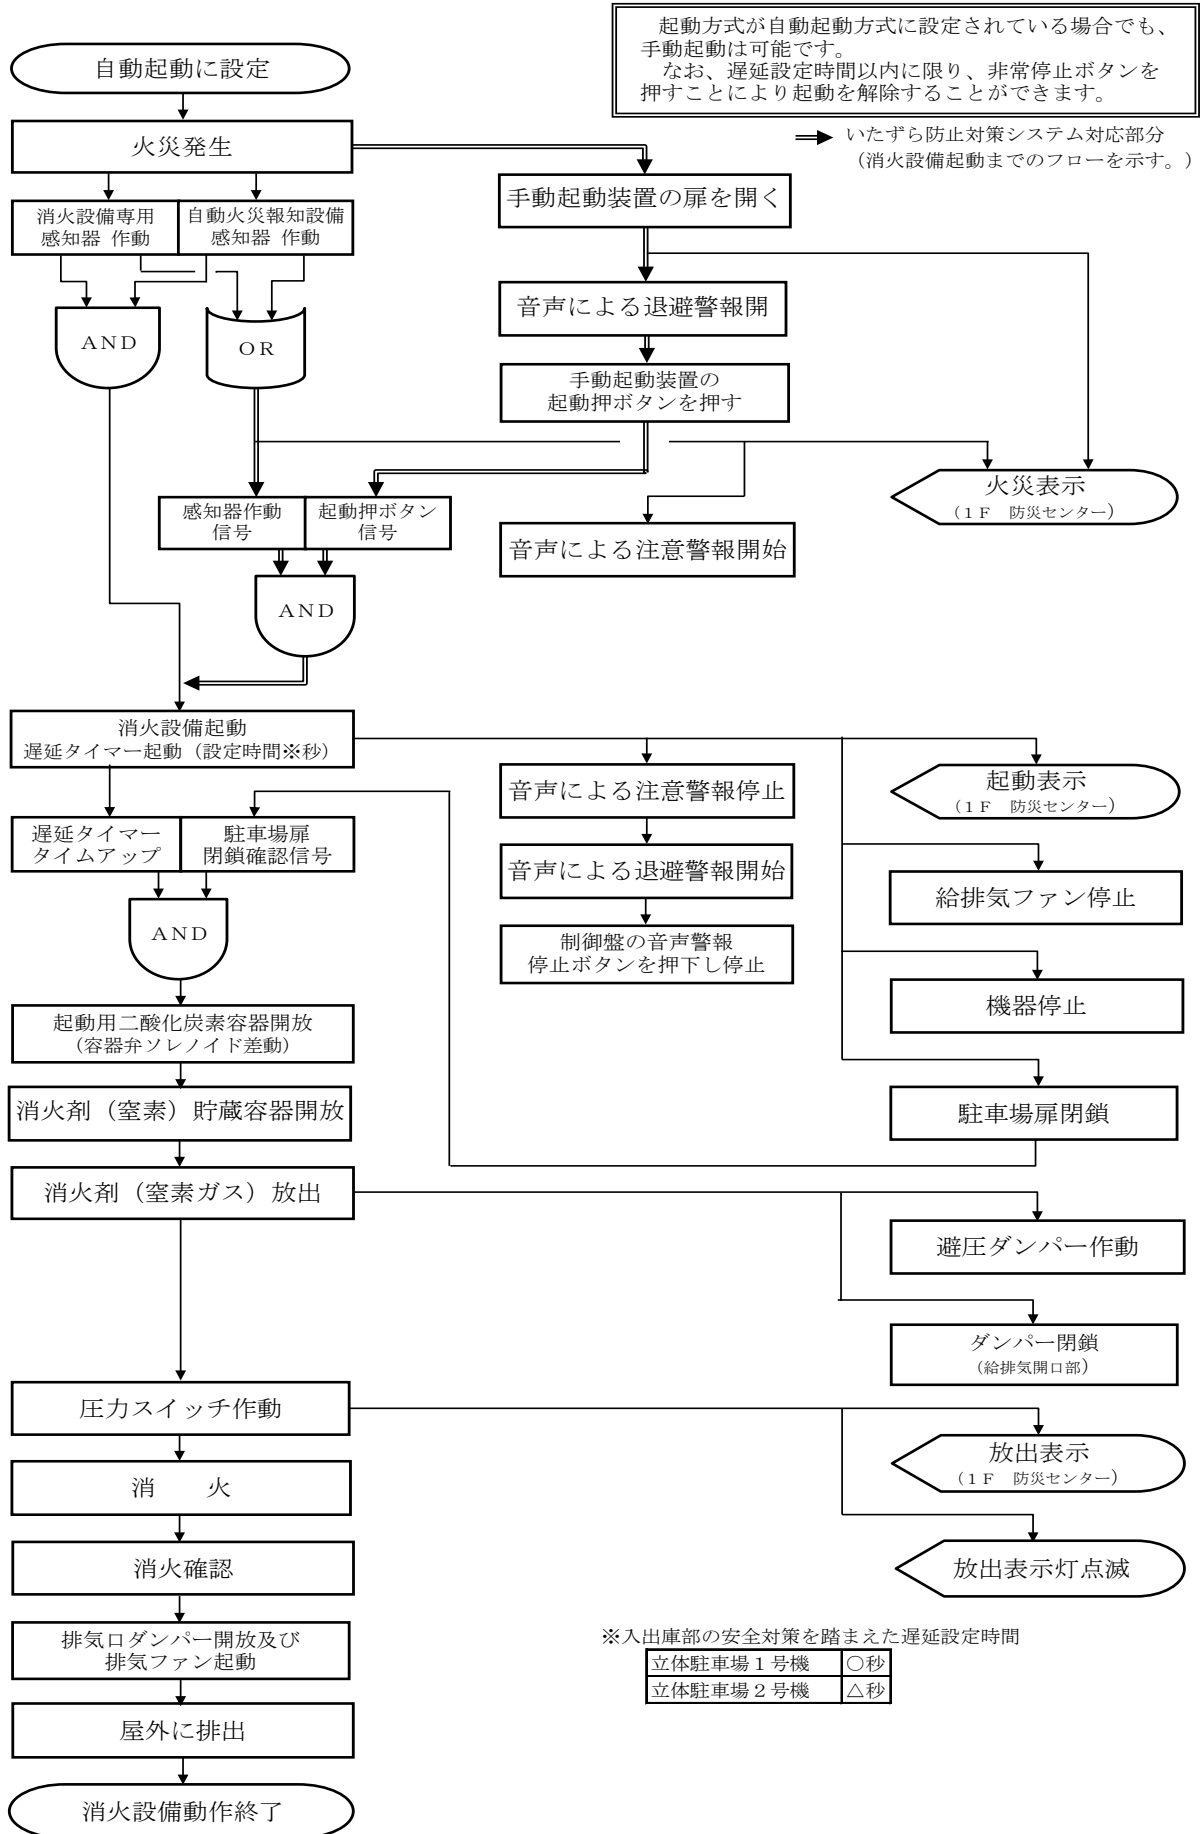 起動方式が自動起動方式に設定されている場合でも、
手動起動は可能です。
なお、遅延設定時間以内に限り、非常停止ボタンを
押すことにより起動を解除することができます。
いたずら防止対策システム対応部分
（消火設備起動までのフローを示す。）
自動起動に設定
火災発生
手動起動装置の扉を開く
消火設備専用
感知器 作動
自動火災報知設備
感知器 作動
音声による退避警報開
AND
OR
手動起動装置の
起動押ボタンを押す
火災表示
（１Ｆ　防災センター）
感知器作動
信号
起動押ボタン
信号
音声による注意警報開始
AND
消火設備起動
遅延タイマー起動（設定時間※秒）
音声による注意警報停止
起動表示
（１Ｆ　防災センター）
遅延タイマー
タイムアップ
駐車場扉
閉鎖確認信号
音声による退避警報開始
給排気ファン停止
AND
制御盤の音声警報
停止ボタンを押下し停止
機器停止
起動用二酸化炭素容器開放
（容器弁ソレノイド差動）
消火剤（窒素）貯蔵容器開放
駐車場扉閉鎖
消火剤（窒素ガス）放出
避圧ダンパー作動
ダンパー閉鎖
（給排気開口部）
圧力スイッチ作動
放出表示
（１Ｆ　防災センター）
消　　火
消火確認
放出表示灯点滅
排気口ダンパー開放及び
排気ファン起動
※入出庫部の安全対策を踏まえた遅延設定時間
立体駐車場１号機　○秒
立体駐車場２号機　△秒
屋外に排出
消火設備動作終了